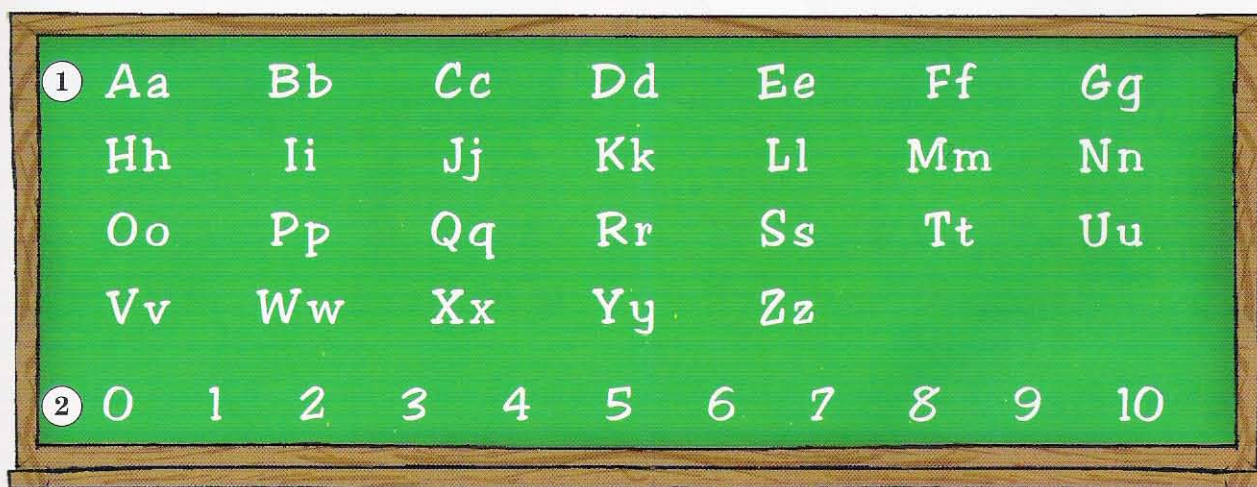 1 Aa Bb Cc Dd Ee Ff Gg
Hh Ii Jj Kk Ll Mm Nn
Oo Pp Qq Rr Ss Tt Uu
Vv Ww Xx Yy Zz
2 0 1 2 3 4 5 6 7 8 9 10